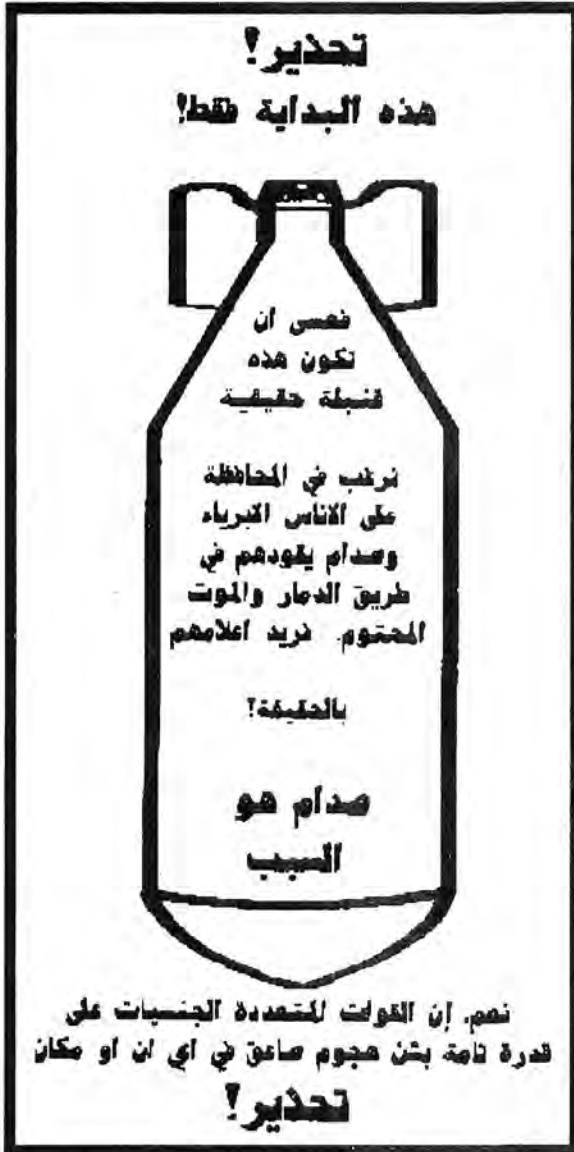 تحذير!
هذه البداية فقط!
فعسى ان
تكون هذه
قنبلة حقيقية
نرغب في المحافظة
على الاناس الابرياء
وصدام يقودهم في
طريق الدمار والموت
المحتوم. نريد اعلامهم
بالحقيقة؟
صدام هو
السبب
نعم. إن القوات المتعددة الجنسيات على
قدرة تامة بشن هجوم صاعق في اي ان او مكان
تحذير!